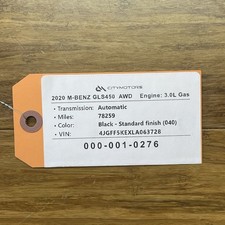 CITYMOTORS
2020 M-BENZ GLS450 AWD Engine: 3.0L Gas
• Transmission: Automatic
• Miles: 78259
• Color: Black - Standard finish (040)
• VIN: 4JGFF5KEXLA063728
000-001-0276